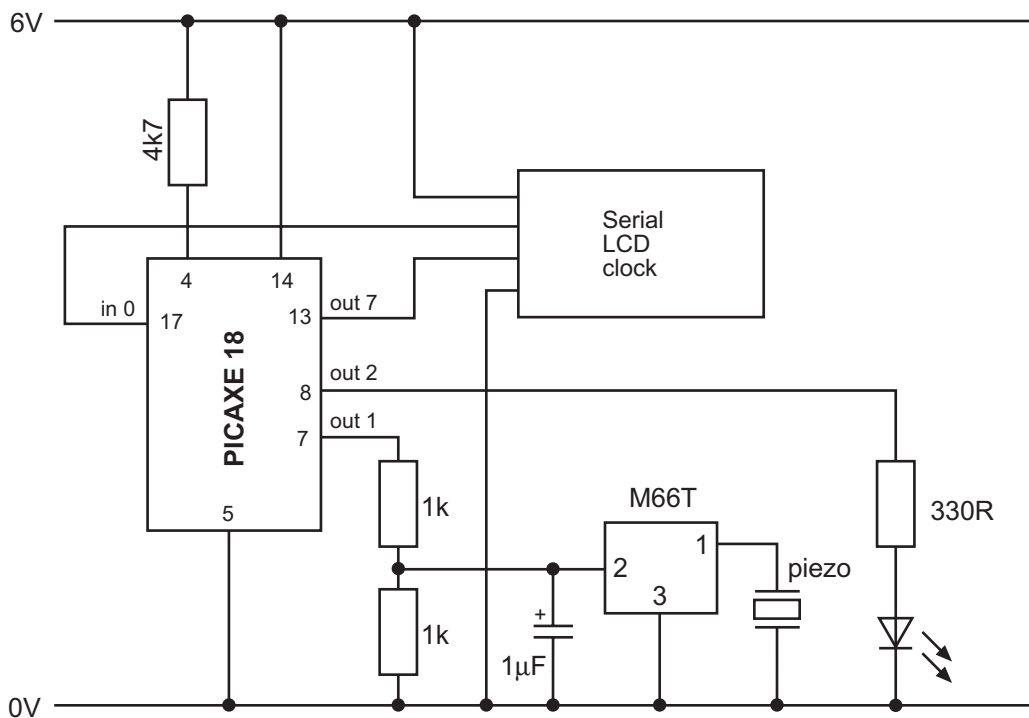 6V
4k7
Serial
LCD
clock
4
14
in 0
17
out 7
13
PICAXE 18
out 2
8
out 1
7
5
1k
M66T
1
2
3
330R
piezo
1k
+
1μF
0V